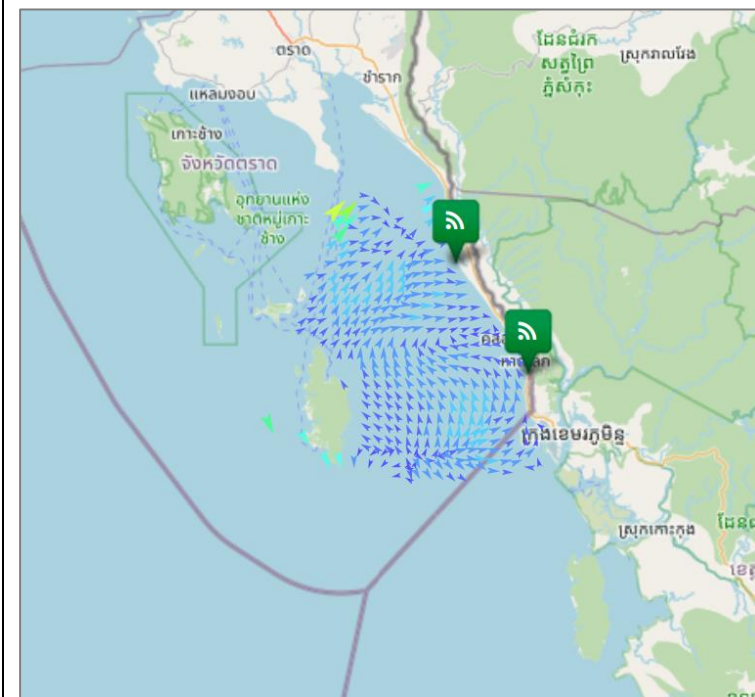 ដែនជំរក
សត្វព្រៃ
ភ្នំសំកុះ
ស្រុកវាលវែង
ตราด
ชำราก
แหลมงอบ
เกาะช้าง
จังหวัดตราด
อุทยานแห่ง
ชาติหมู่เกาะ
ช้าง
ក្រុងខេមរភូមិន្ទ
ស្រុកកោះកុង